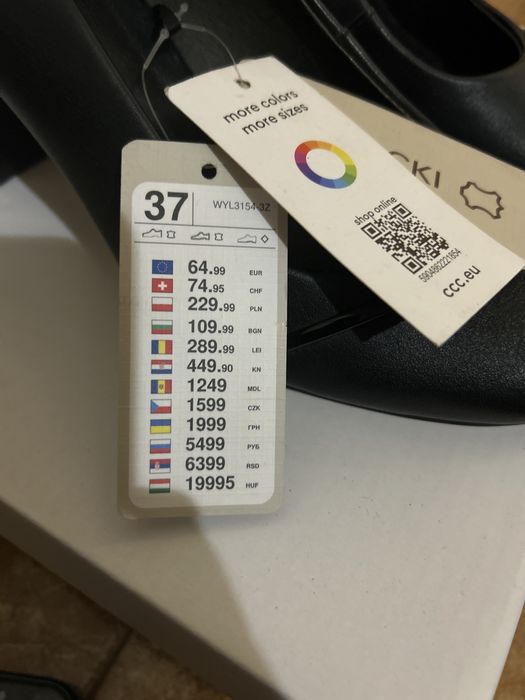 more colors
more sizes
CKI
shop online
5904862221854
ccc.eu
37 WYL3154-3Z
64.99 EUR
74.95 CHF
229.99 PLN
109.99 BGN
289.99 LEI
449.90 KN
1249 MDL
1599 CZK
1999 ГРН
5499 РУБ
6399 RSD
19995 HUF